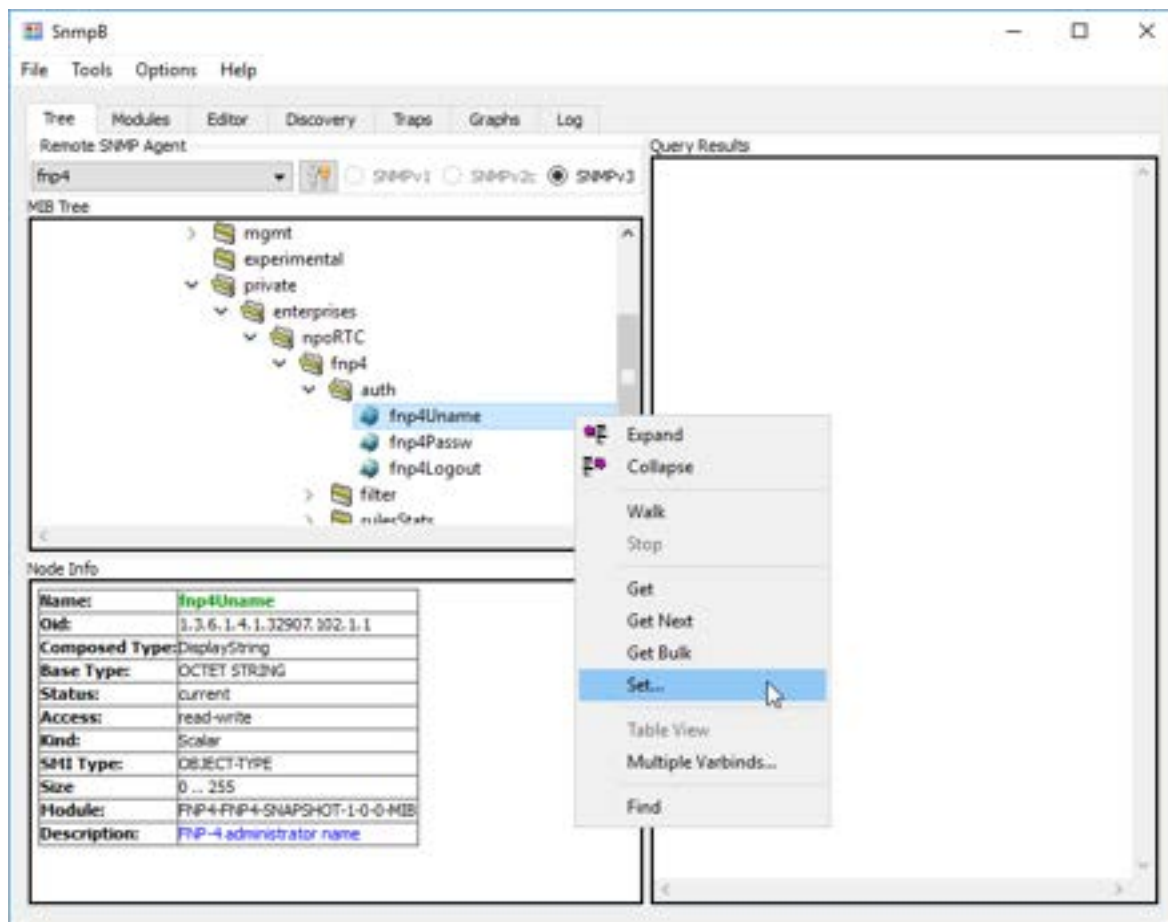 SnmpB
File Tools Options Help
Tree Modules Editor Discovery Traps Graphs Log
Remote SNMP Agent
fnp4 SNMPv1 SNMPv2c SNMPv3
MIB Tree
mgmt
experimental
private
enterprises
npoRTC
fnp4
auth
fnp4Uname
fnp4Passw
fnp4Logout
filter
rulesStats
Node Info
Name: fnp4Uname
Oid: 1.3.6.1.4.1.32907.102.1.1
Composed Type: DisplayString
Base Type: OCTET STRING
Status: current
Access: read-write
Kind: Scalar
SMI Type: OBJECT-TYPE
Size 0 ... 255
Module: FNP4-FNP4-SNAPSHOT-1-0-0-MIB
Description: FNP-4 administrator name
Query Results
Expand
Collapse
Walk
Stop
Get
Get Next
Get Bulk
Set...
Table View
Multiple Varbinds...
Find